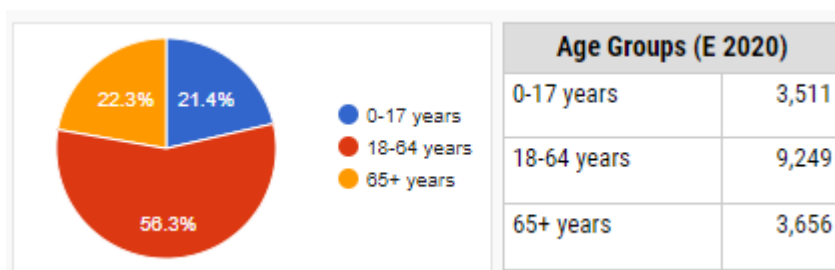 22.3%
21.4%
56.3%
0-17 years
18-64 years
65+ years
Age Groups (E 2020)
0-17 years 3,511
18-64 years 9,249
65+ years 3,656